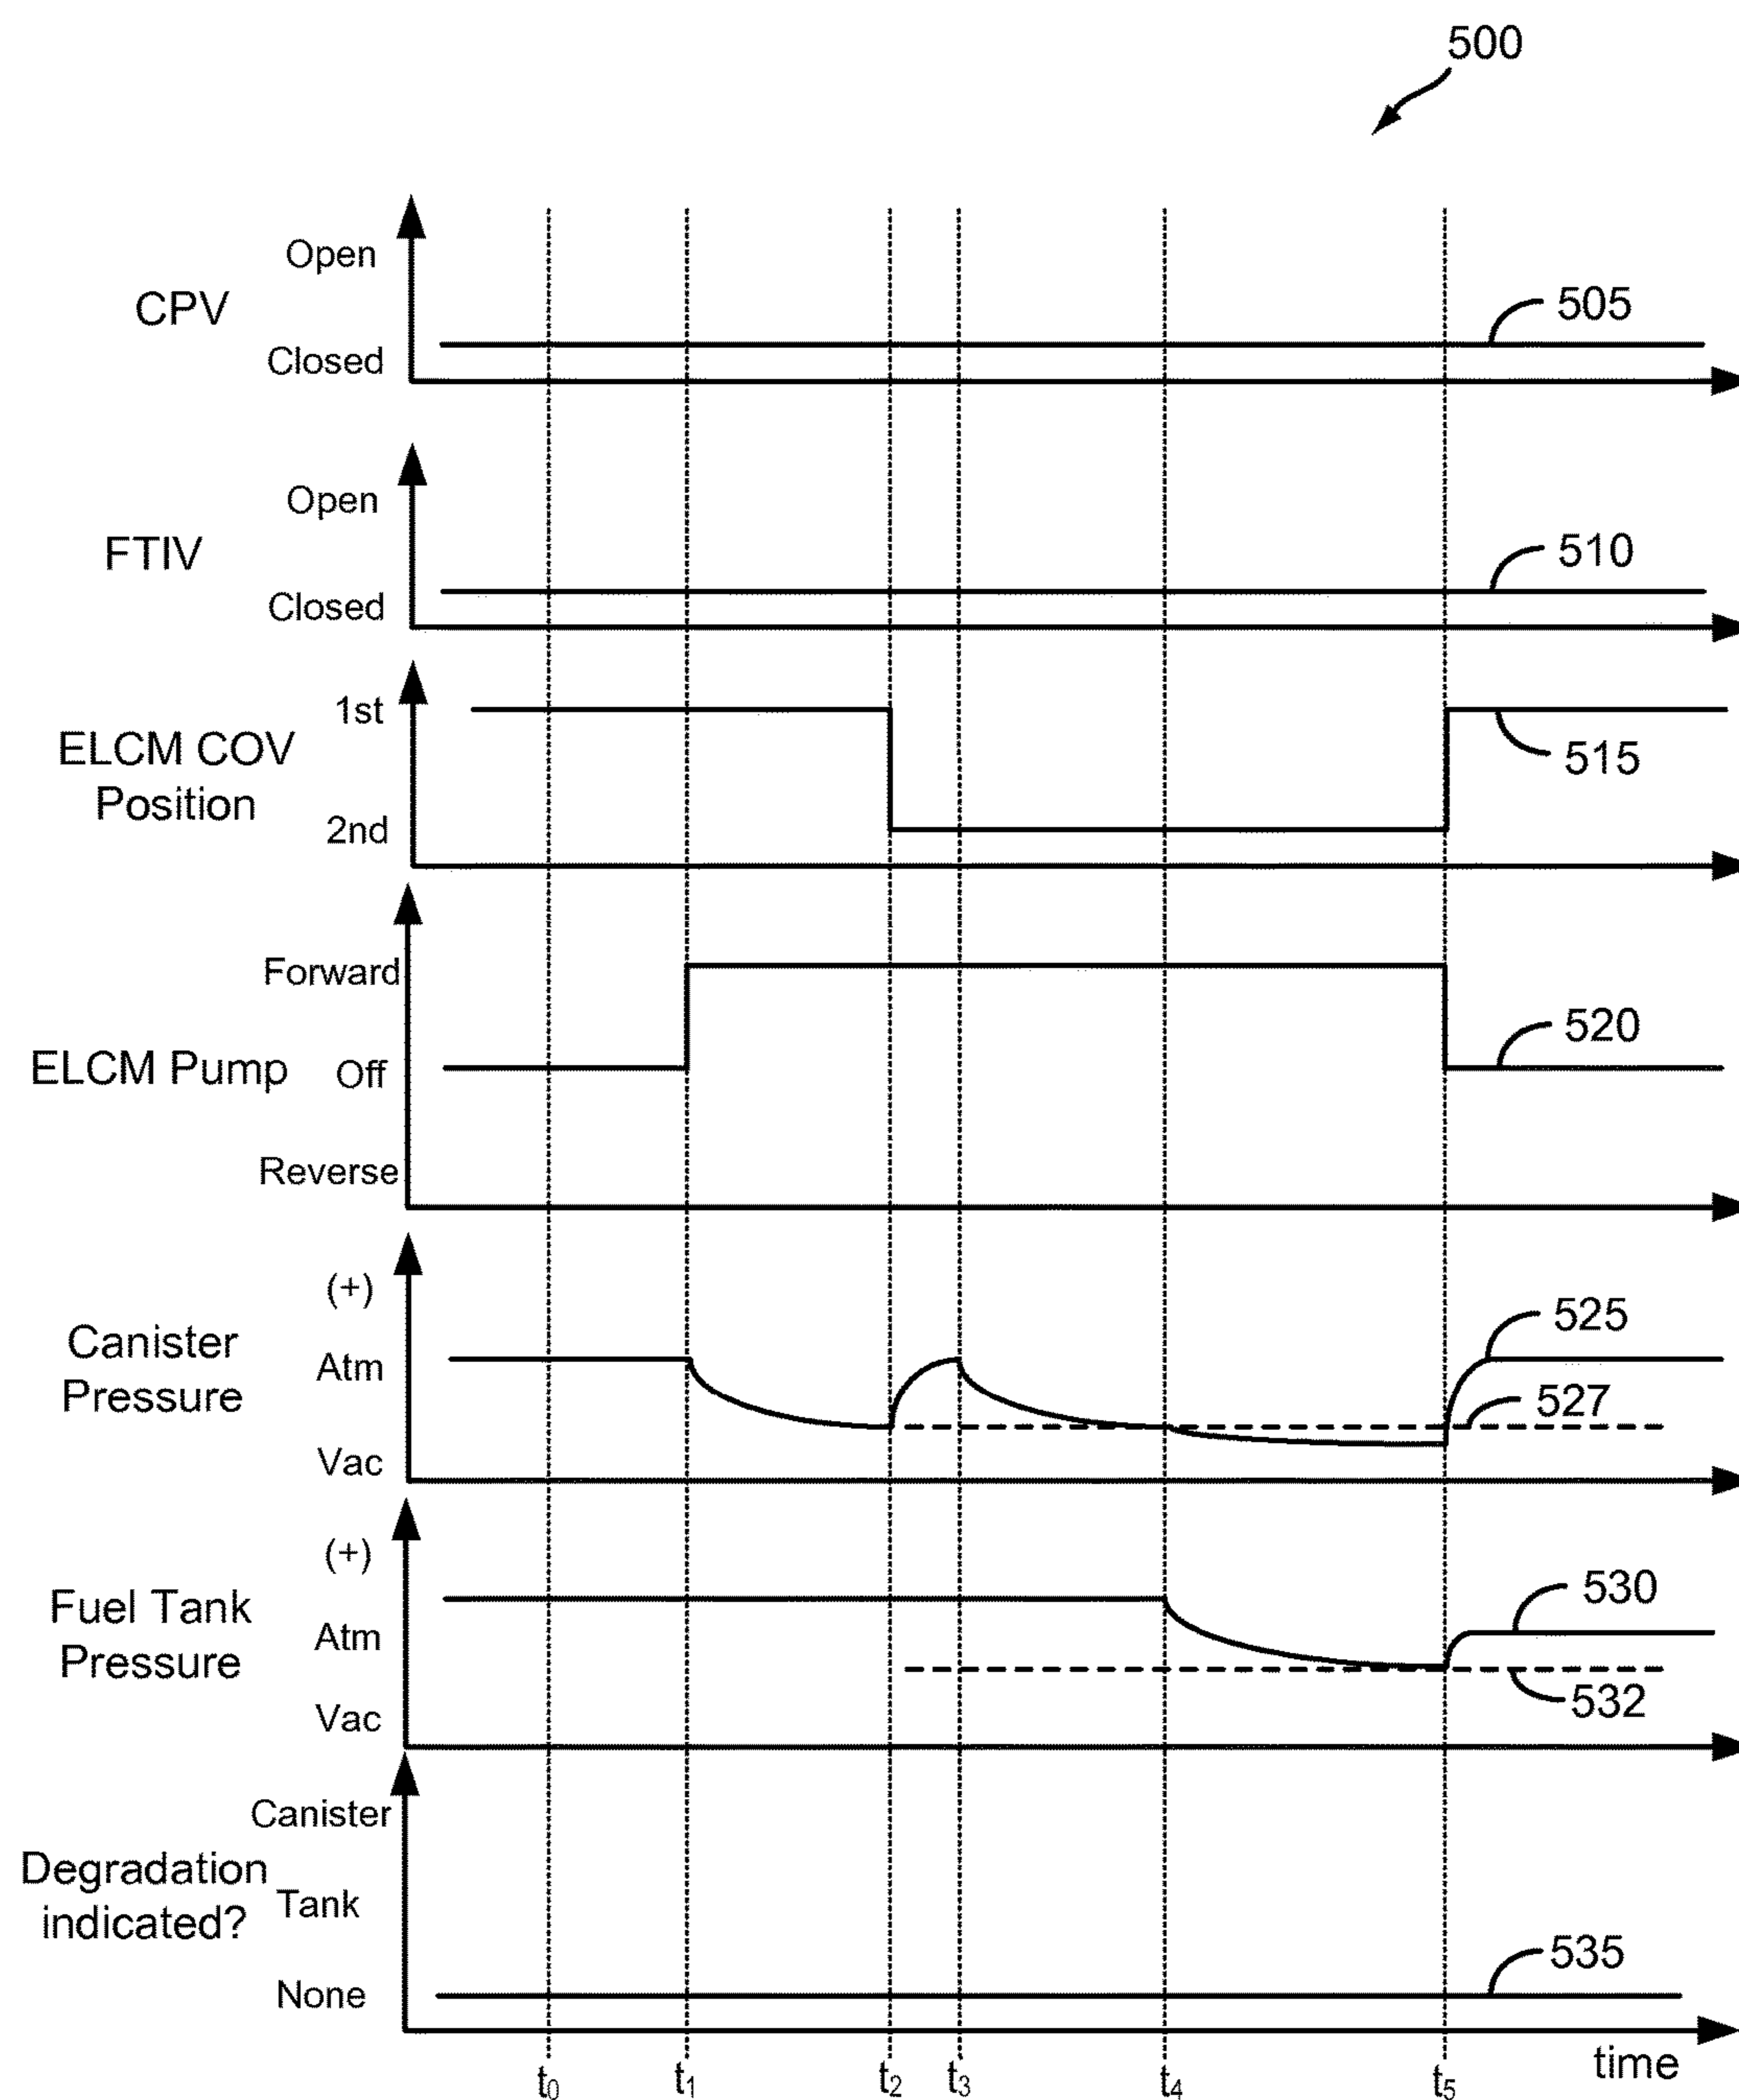 500
Open
CPV
505
Closed
Open
FTIV
510
Closed
1st
ELCM COV
Position
515
2nd
Forward
520
ELCM Pump
Off
Reverse
(+)
525
Canister
Pressure
Atm
527
Vac
(+)
530
Fuel Tank
Pressure
Atm
532
Vac
Canister
Degradation
indicated?
Tank
535
None
time
t0 t1 t2 t3 t4 t5